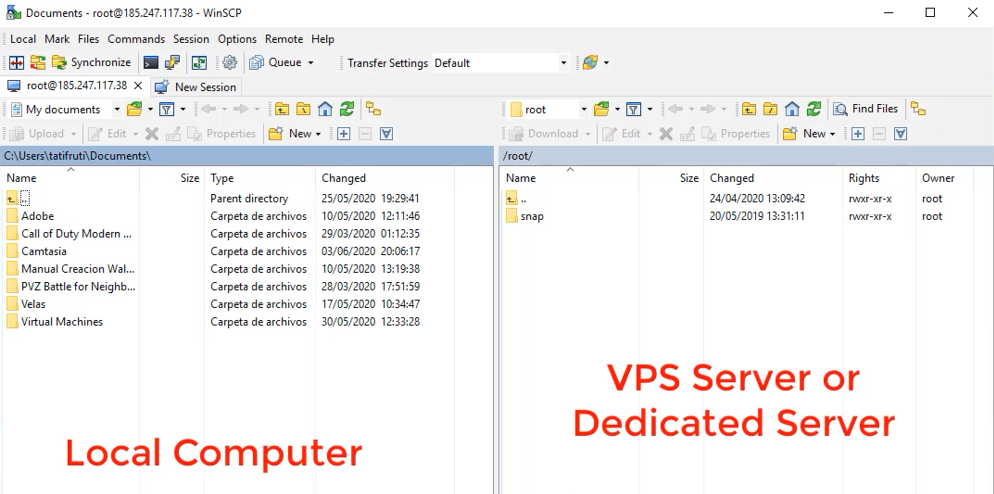 Documents - root@185.247.117.38 - WinSCP
Local Mark Files Commands Session Options Remote Help
Synchronize Queue Transfer Settings Default
root@185.247.117.38 New Session
My documents root Find Files
Upload Edit Properties New Download Edit Properties New
C:\Users\tatifruti\Documents\ /root/
Name Size Type Changed Name Size Changed Rights Owner
.. Parent directory 25/05/2020 19:29:41 .. 24/04/2020 13:09:42 rwxr-xr-x root
Adobe Carpeta de archivos 10/05/2020 12:11:46 snap 20/05/2019 13:31:11 rwxr-xr-x root
Call of Duty Modern ... Carpeta de archivos 29/03/2020 01:12:35
Camtasia Carpeta de archivos 03/06/2020 20:06:17
Manual Creacion Wal... Carpeta de archivos 10/05/2020 13:19:38
PVZ Battle for Neighb... Carpeta de archivos 28/03/2020 17:51:59
Velas Carpeta de archivos 17/05/2020 10:34:47
Virtual Machines Carpeta de archivos 30/05/2020 12:33:28
VPS Server or
Dedicated Server
Local Computer